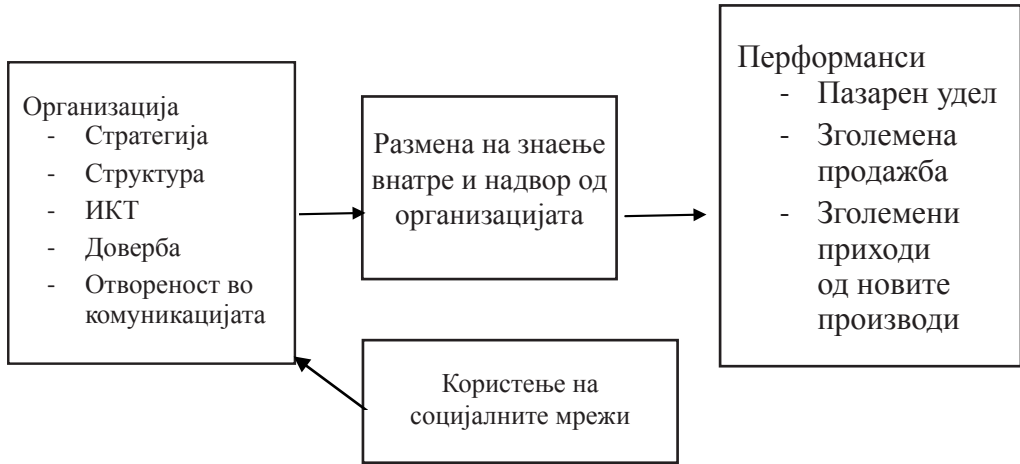 Организација
- Стратегија
- Структура
- ИКТ
- Доверба
- Отвореност во
комуникацијата
Размена на знаење
внатре и надвор од
организацијата
Перформанси
- Пазарен удел
- Зголемена
продажба
- Зголемени
приходи
од новите
производи
Користење на
социјалните мрежи